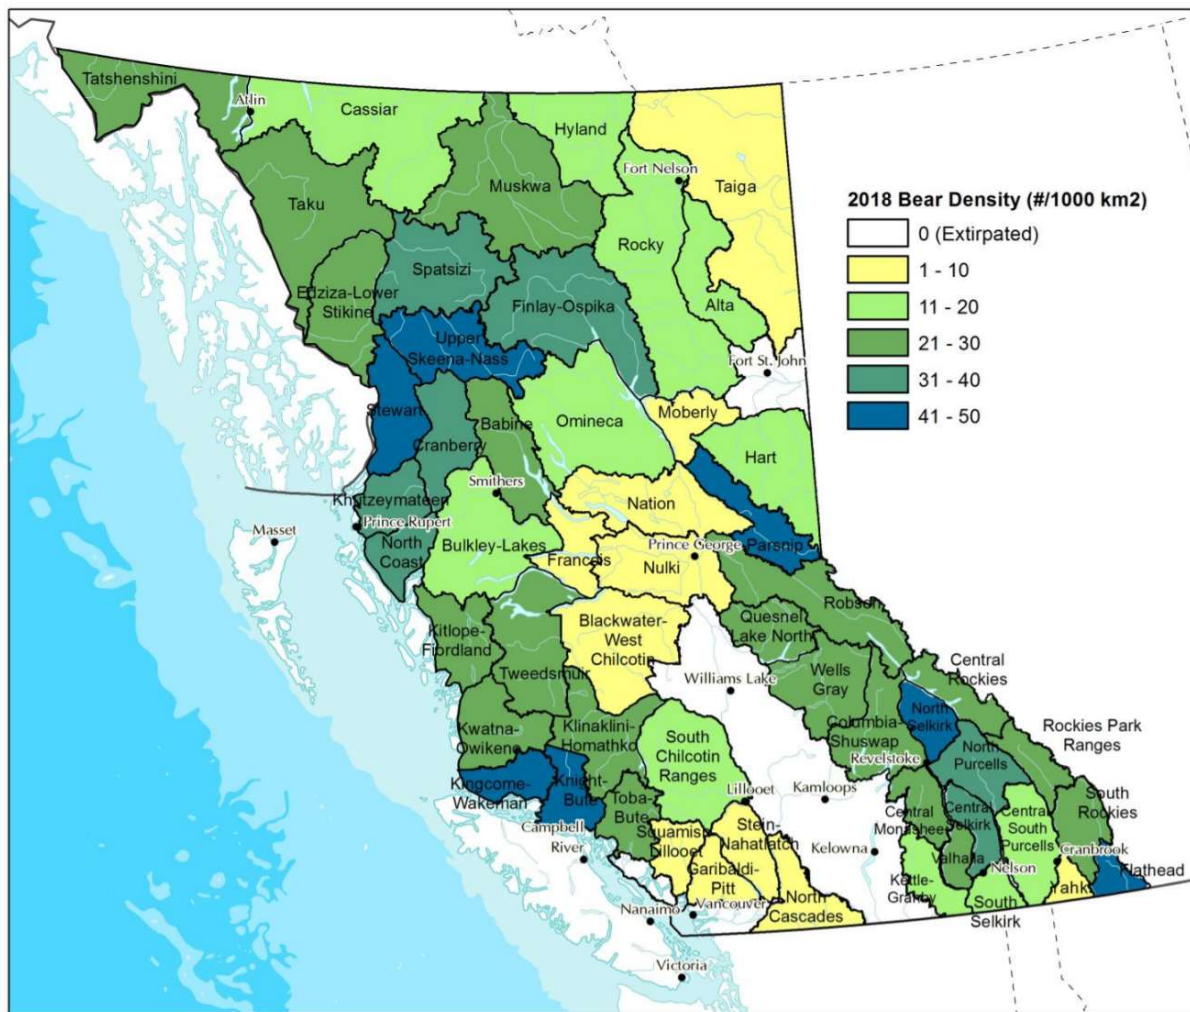 Tatshenshini
Atlin
Cassiar
Hyland
Taiga
Fort Nelson
Muskwa
Taku
Rocky
2018 Bear Density (#/1000 km2)
0 (Extirpated)
1 - 10
11 - 20
21 - 30
31 - 40
41 - 50
Spatsizi
Edziza-Lower
Stikine
Finlay-Ospika
Alta
Upper
Skeena-Nass
Fort St. John
Stewart
Cranberry
Babine
Omineca
Moberly
Hart
Smithers
Khutzeymateen
Prince Rupert
Masset
Nation
North
Coast
Bulkley-Lakes
Francois
Prince George
Nulki
Parsnip
Robson
Kitlope-
Fiordland
Blackwater-
West
Chilcotin
Quesnel
Lake North
Tweedsmuir
Wells
Gray
Central
Rockies
Williams Lake
North
Selkirk
Kwatna-
Owikeno
Klinaklini-
Homathko
South
Chilcotin
Ranges
Columbia-
Shuswap
Revelstoke
North
Purcells
Rockies Park
Ranges
Kingcome-
Wakeman
Knight-
Bute
Toba-
Bute
Lillooet
Kamloops
Central
Monashee
Central
Selkirk
Central
South
Purcells
South
Rockies
Campbell
River
Squamish-
Lillooet
Stein-
Nahatlatch
Kelowna
Valhalla
Nelson
Cranbrook
Flathead
Garibaldi-
Pitt
Kettle-
Granby
Yahk
Nanaimo
Vancouver
North
Cascades
South
Selkirk
Victoria